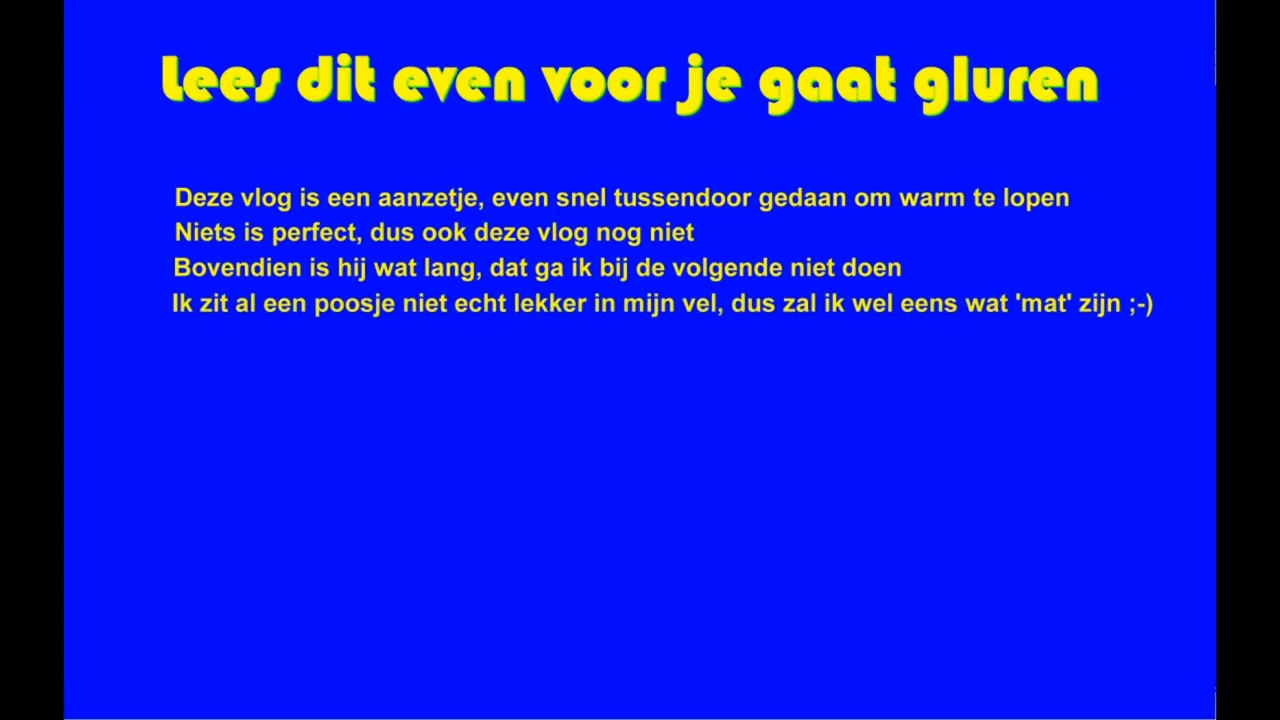 Lees dit even voor je gaat gluren
Deze vlog is een aanzetje, even snel tussendoor gedaan om warm te lopen
Niets is perfect, dus ook deze vlog nog niet
Bovendien is hij wat lang, dat ga ik bij de volgende niet doen
Ik zit al een poosje niet echt lekker in mijn vel, dus zal ik wel eens wat 'mat' zijn ;-)